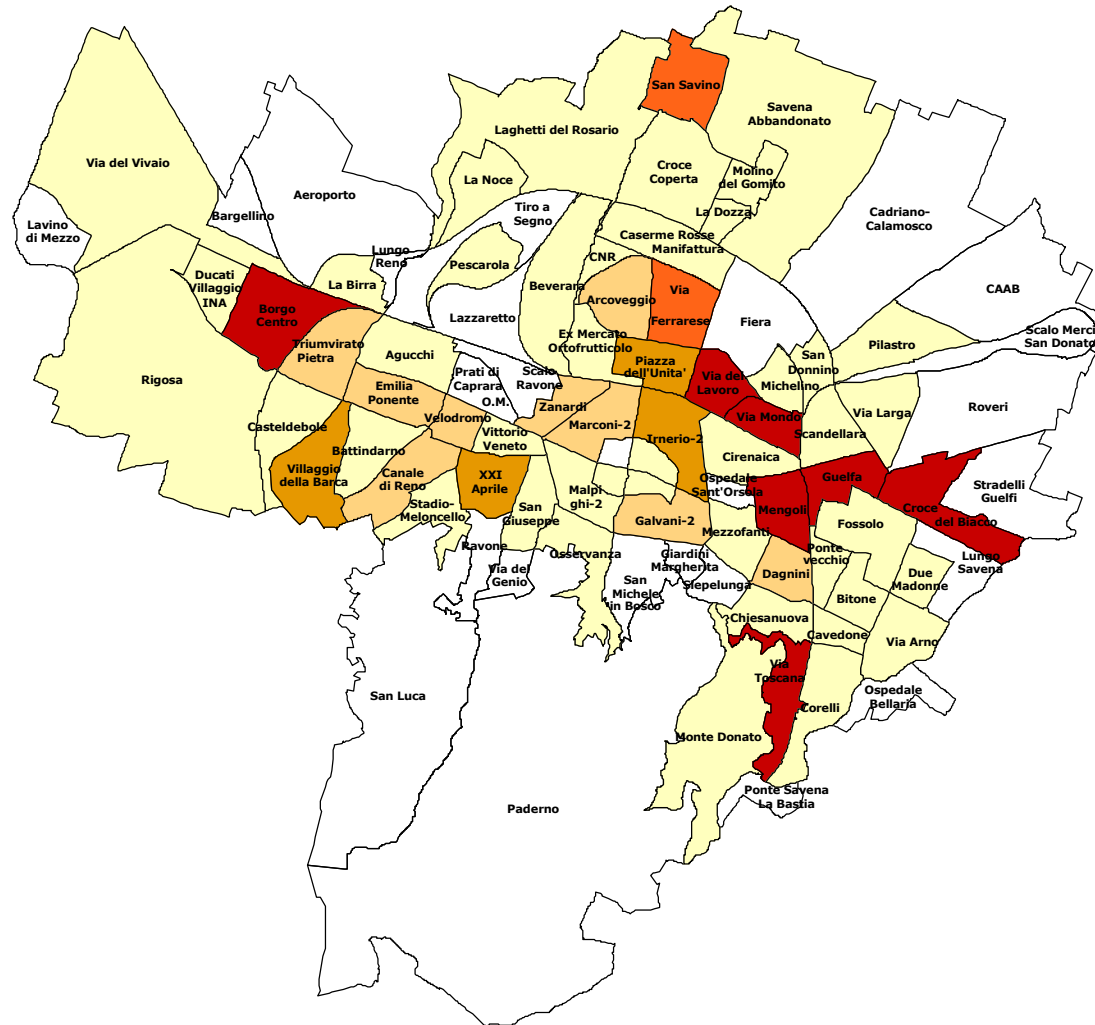 San Savino
Savena
Abbandonato
Laghetti del Rosario
Via del Vivaio
La Noce
Croce
Coperta
Molino
del Gomito
Aeroporto
Tiro a
Segno
La Dozza
Bargellino
Cadriano-
Calamosco
Lavino
di Mezzo
Caserme Rosse
Manifattura
Lungo
Reno
CNR
Pescarola
Ducati
Villaggio
INA
La Birra
Beverara
Arcoveggio
Via
Ferrarese
CAAB
Borgo
Centro
Lazzaretto
Fiera
Scalo Merci
San Donato
Triumvirato
Pietra
Ex Mercato
Ortofrutticolo
Pilastro
Agucchi
Piazza
dell'Unita'
San
Donnino
Michelino
Via del
Lavoro
Prati di
Caprara
O.M.
Scalo
Ravone
Rigosa
Emilia
Ponente
Zanardi
Roveri
Via Larga
Velodromo
Marconi-2
Via Mondo
Casteldebole
Vittorio
Veneto
Irnerio-2
Scandellara
Battindarno
Cirenaica
Villaggio
della Barca
Canale
di Reno
XXI
Aprile
Malpi
ghi-2
Ospedale
Sant'Orsola
Guelfa
Stradelli
Guelfi
Stadio-
Meloncello
San
Giuseppe
Mengoli
Croce
del Biacco
Galvani-2
Mezzofanti
Fossolo
Ravone
Osservanza
Giardini
Margherita
Ponte
vecchio
Lungo
Savena
Via del
Genio
San
Michele
in Bosco
Siepelunga
Dagnini
Due
Madonne
Bitone
Chiesanuova
Cavedone
Via Arno
Via
Toscana
San Luca
Ospedale
Bellaria
Corelli
Monte Donato
Ponte Savena
La Bastia
Paderno